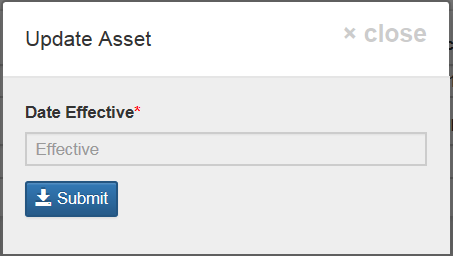 Update Asset
× close
Date Effective*
Effective
Submit